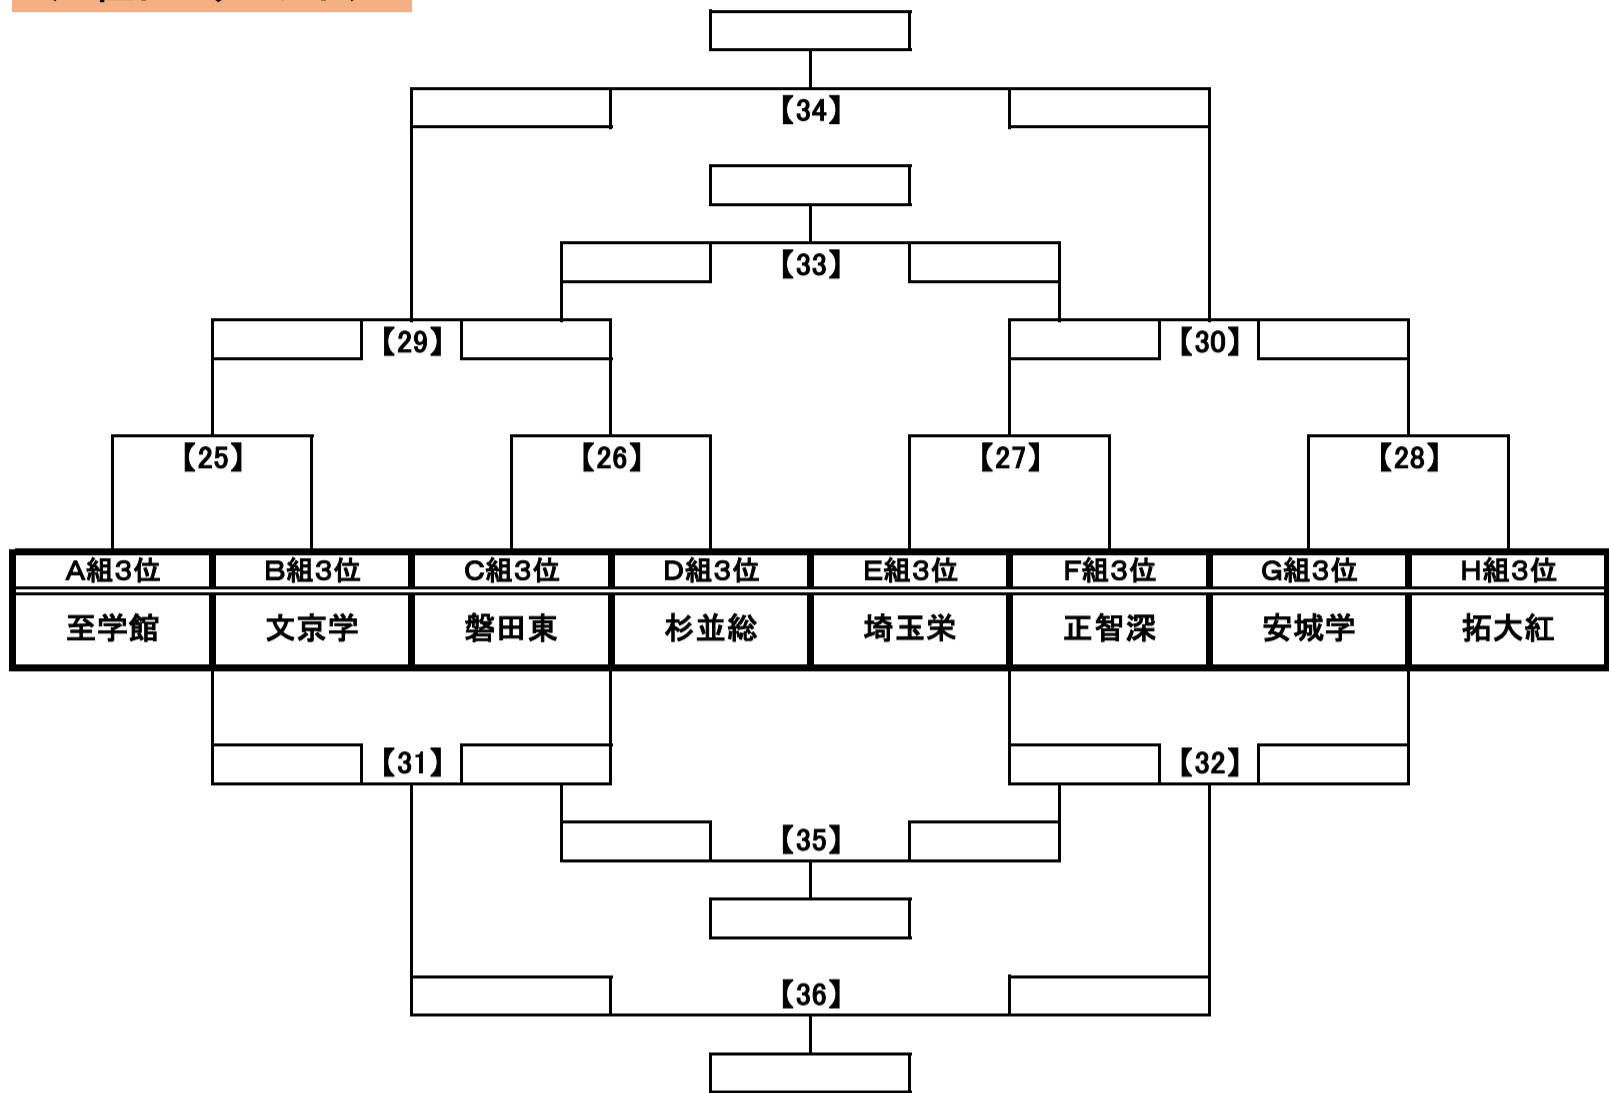 【34】
【33】
【29】 【30】
【25】 【26】 【27】 【28】
A組3位 B組3位 C組3位 D組3位 E組3位 F組3位 G組3位 H組3位
至学館 文京学 磐田東 杉並総 埼玉栄 正智深 安城学 拓大紅
【31】 【32】
【35】
【36】